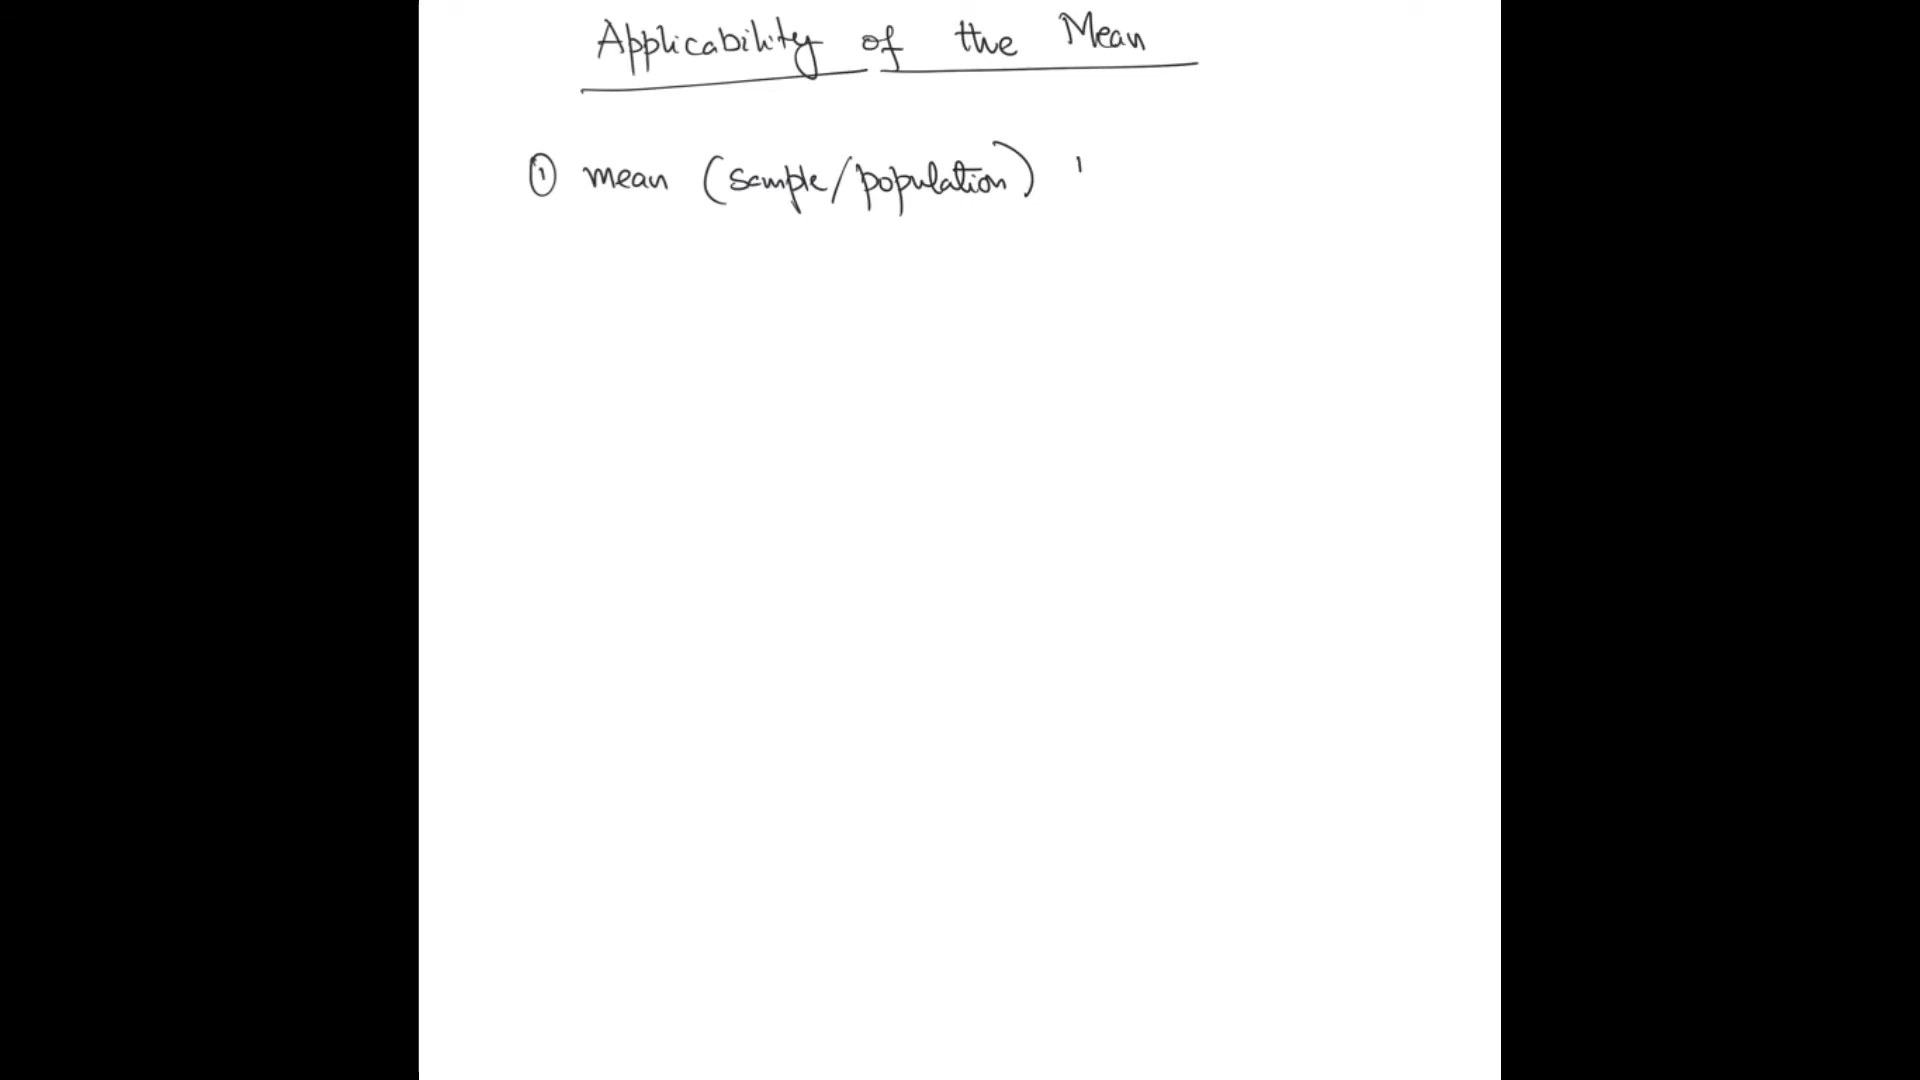 Applicability of the Mean
① mean (sample/population)